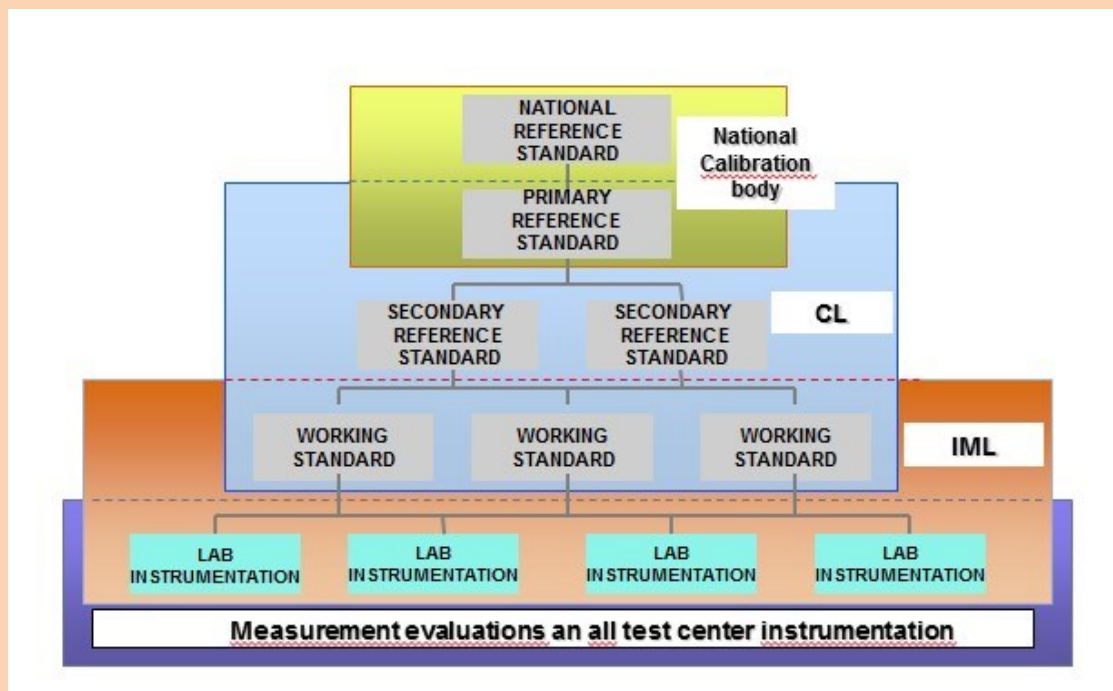 NATIONAL
REFERENCE
STANDARD
National
Calibration
body
PRIMARY
REFERENCE
STANDARD
SECONDARY
REFERENCE
STANDARD
SECONDARY
REFERENCE
STANDARD
CL
WORKING
STANDARD
WORKING
STANDARD
WORKING
STANDARD
IML
LAB
INSTRUMENTATION
LAB
INSTRUMENTATION
LAB
INSTRUMENTATION
LAB
INSTRUMENTATION
Measurement evaluations an all test center instrumentation